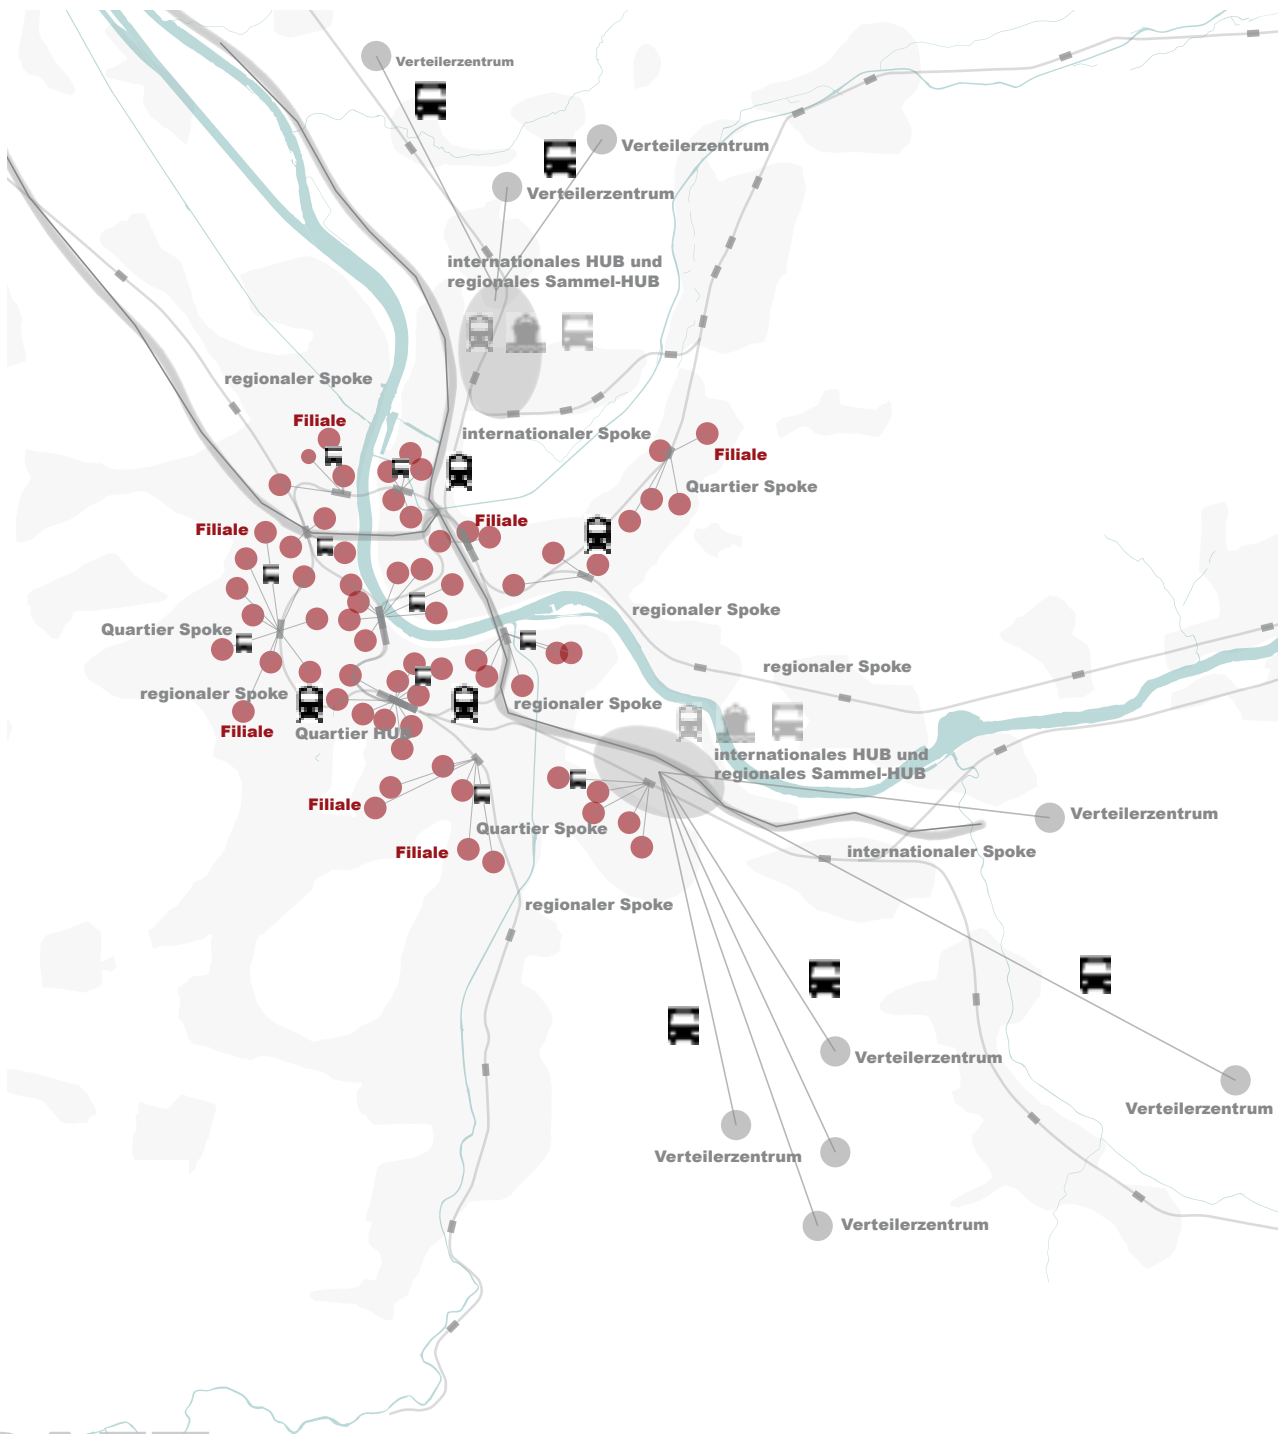 Verteilerzentrum
Verteilerzentrum
Verteilerzentrum
internationales HUB und
regionales Sammel-HUB
regionaler Spoke
Filiale
internationaler Spoke
Filiale
Quartier Spoke
Filiale
Filiale
regionaler Spoke
Quartier Spoke
regionaler Spoke
regionaler Spoke
regionaler Spoke
Filiale
Quartier HUB
internationales HUB und
regionales Sammel-HUB
Filiale
Verteilerzentrum
Quartier Spoke
Filiale
internationaler Spoke
regionaler Spoke
Verteilerzentrum
Verteilerzentrum
Verteilerzentrum
Verteilerzentrum